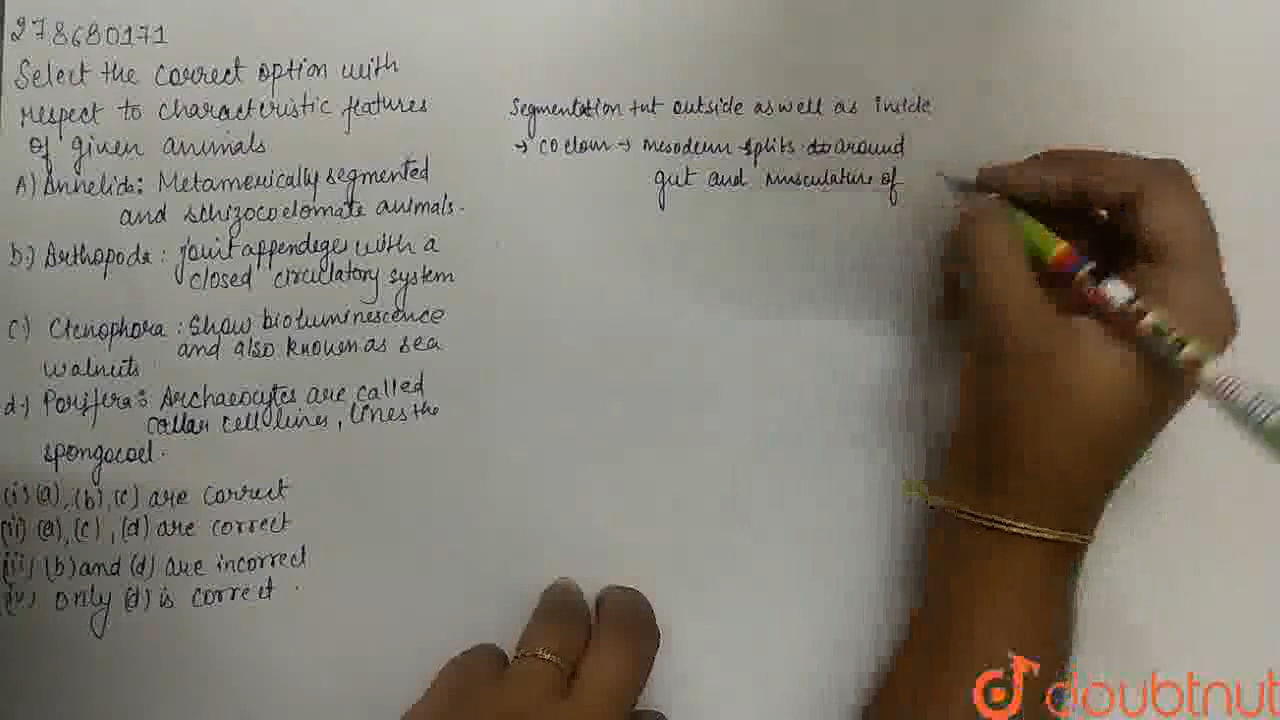 278680171
Select the correct option with
respect to characteristic features
of given animals
A) Annelida: Metamerically segmented
and schizocoelomate animals.
b.) Arthopoda: joint appendeges with a
closed circulatory system
c.) Ctenophora: Show bioluminescence
and also known as sea
walnuts
d.) Porifera: Archaeocytes are called
collar cell lines, lines the
spongocoel.
(i) (a), (b), (c) are correct
(ii) (a), (c), (d) are correct
(iii) (b) and (d) are incorrect
(iv) only (d) is correct.
Segmentation tnt outside as well as inside
→ coelom → mesoderm splits around
gut and musculature of
doubtnut